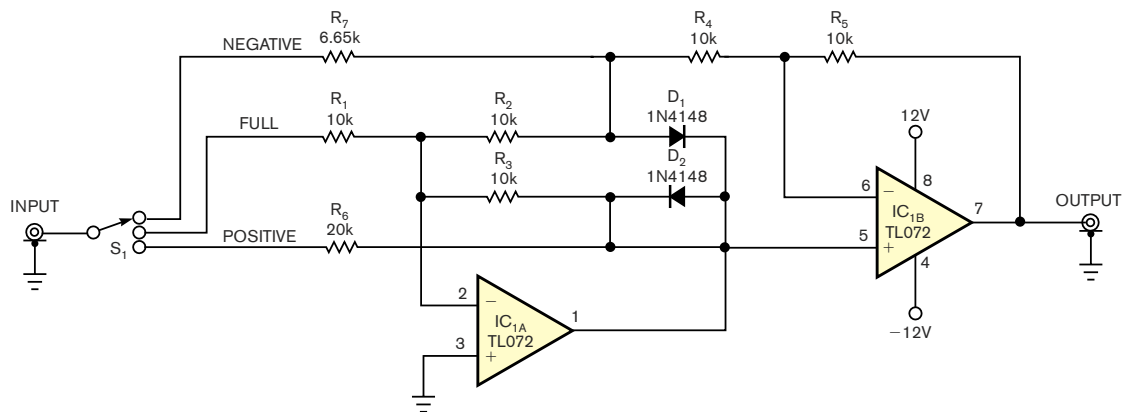 R7
6.65k
NEGATIVE
R4
10k
R5
10k
R1
10k
FULL
R2
10k
D1
1N4148
R3
10k
D2
1N4148
12V
INPUT
S1
POSITIVE
R6
20k
6
−
8
IC1B
TL072
5
+
4
7
OUTPUT
−12V
2
−
IC1A
TL072
3
+
1